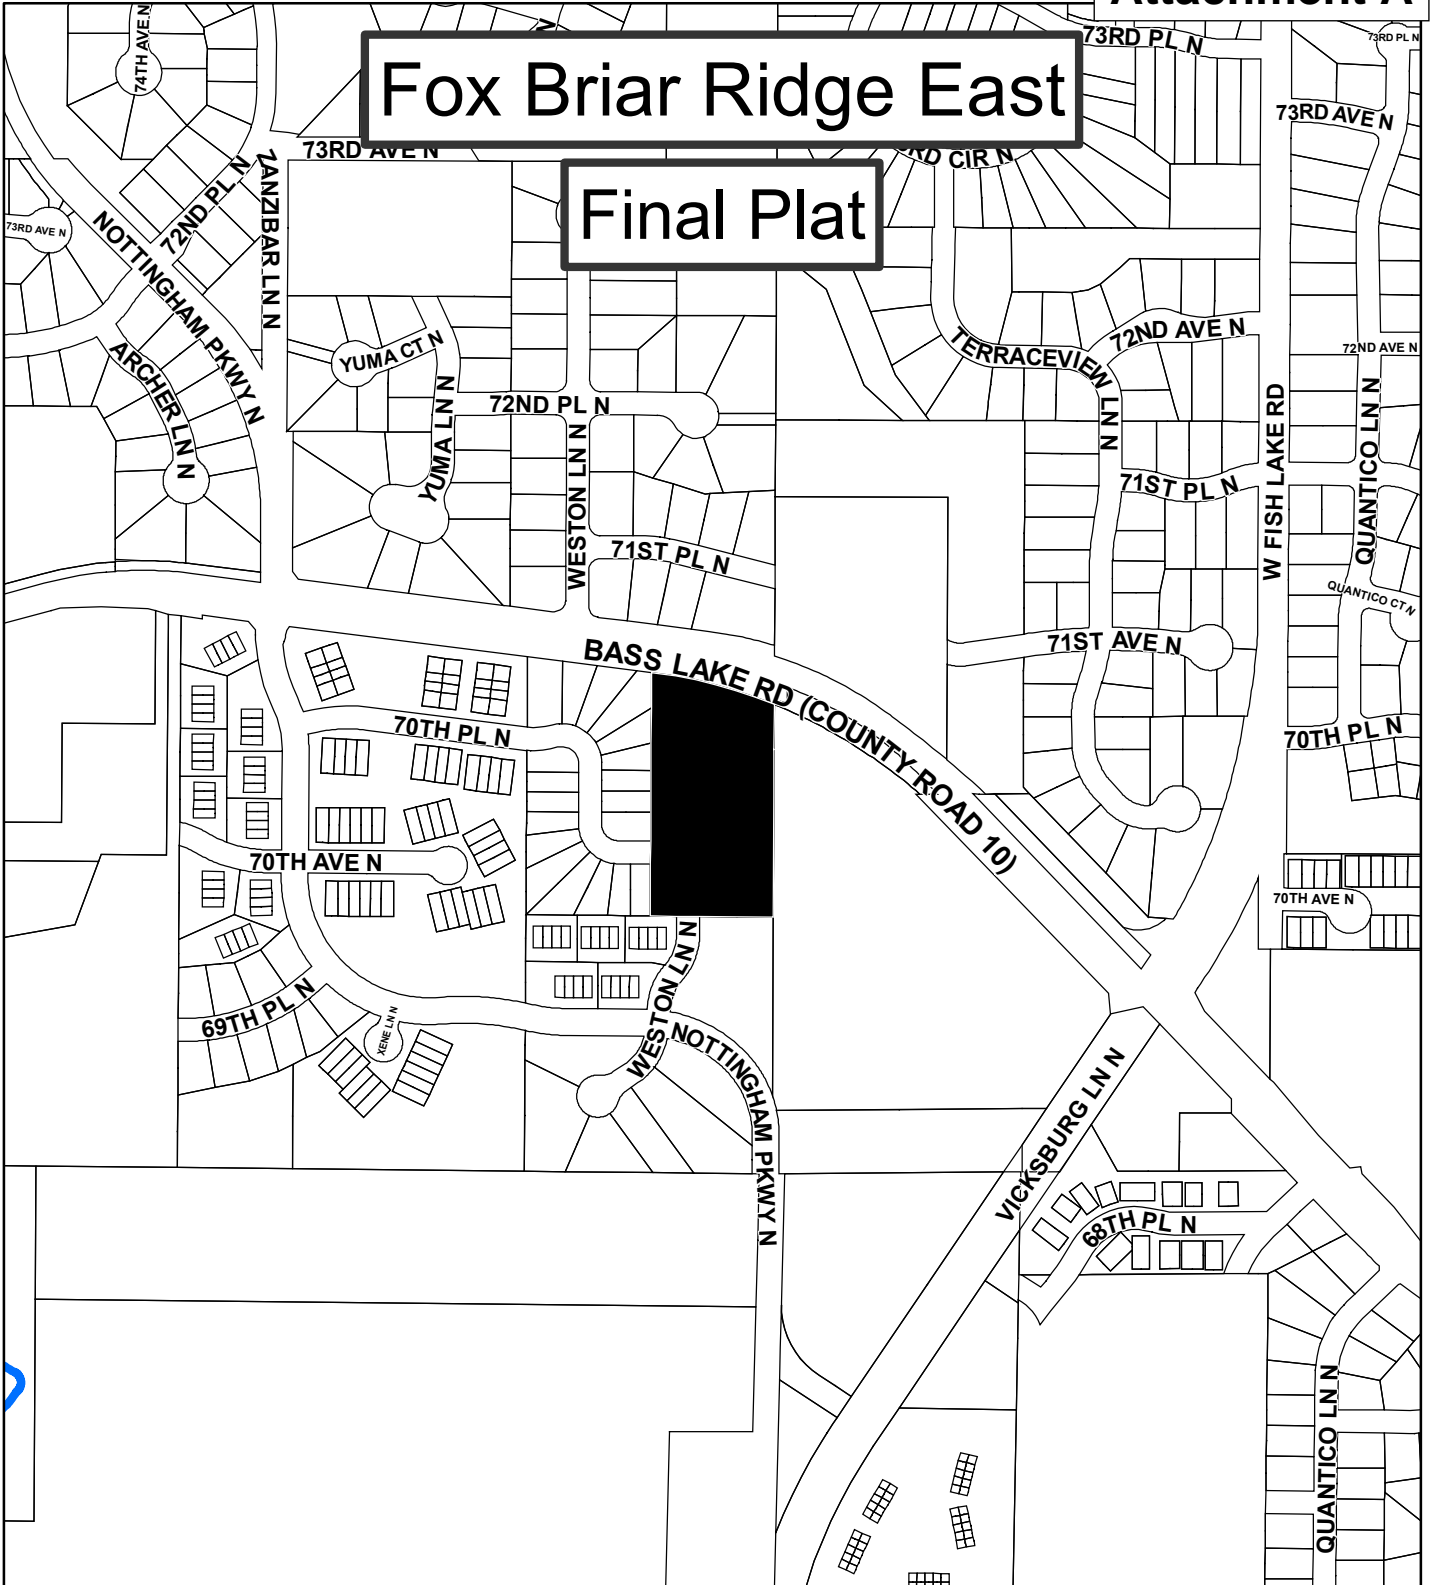 Attachment A
74TH AVE N
N
73RD PL N
73RD PL N
Fox Briar Ridge East
73RD AVE N
73RD AVE N
RD CIR N
Final Plat
72ND PL N
ZANZIBAR LN N
73RD AVE N
NOTTINGHAM PKWY N
YUMA CT N
TERRACEVIEW LN N
72ND AVE N
72ND AVE N
ARCHER LN N
72ND PL N
YUMA LN N
WESTON LN N
W FISH LAKE RD
QUANTICO LN N
71ST PL N
71ST PL N
QUANTICO CT N
71ST AVE N
BASS LAKE RD (COUNTY ROAD 10)
70TH PL N
70TH PL N
70TH AVE N
70TH AVE N
WESTON LN N
69TH PL N
XENE LN N
NOTTINGHAM PKWY N
VICKSBURG LN N
68TH PL N
QUANTICO LN N